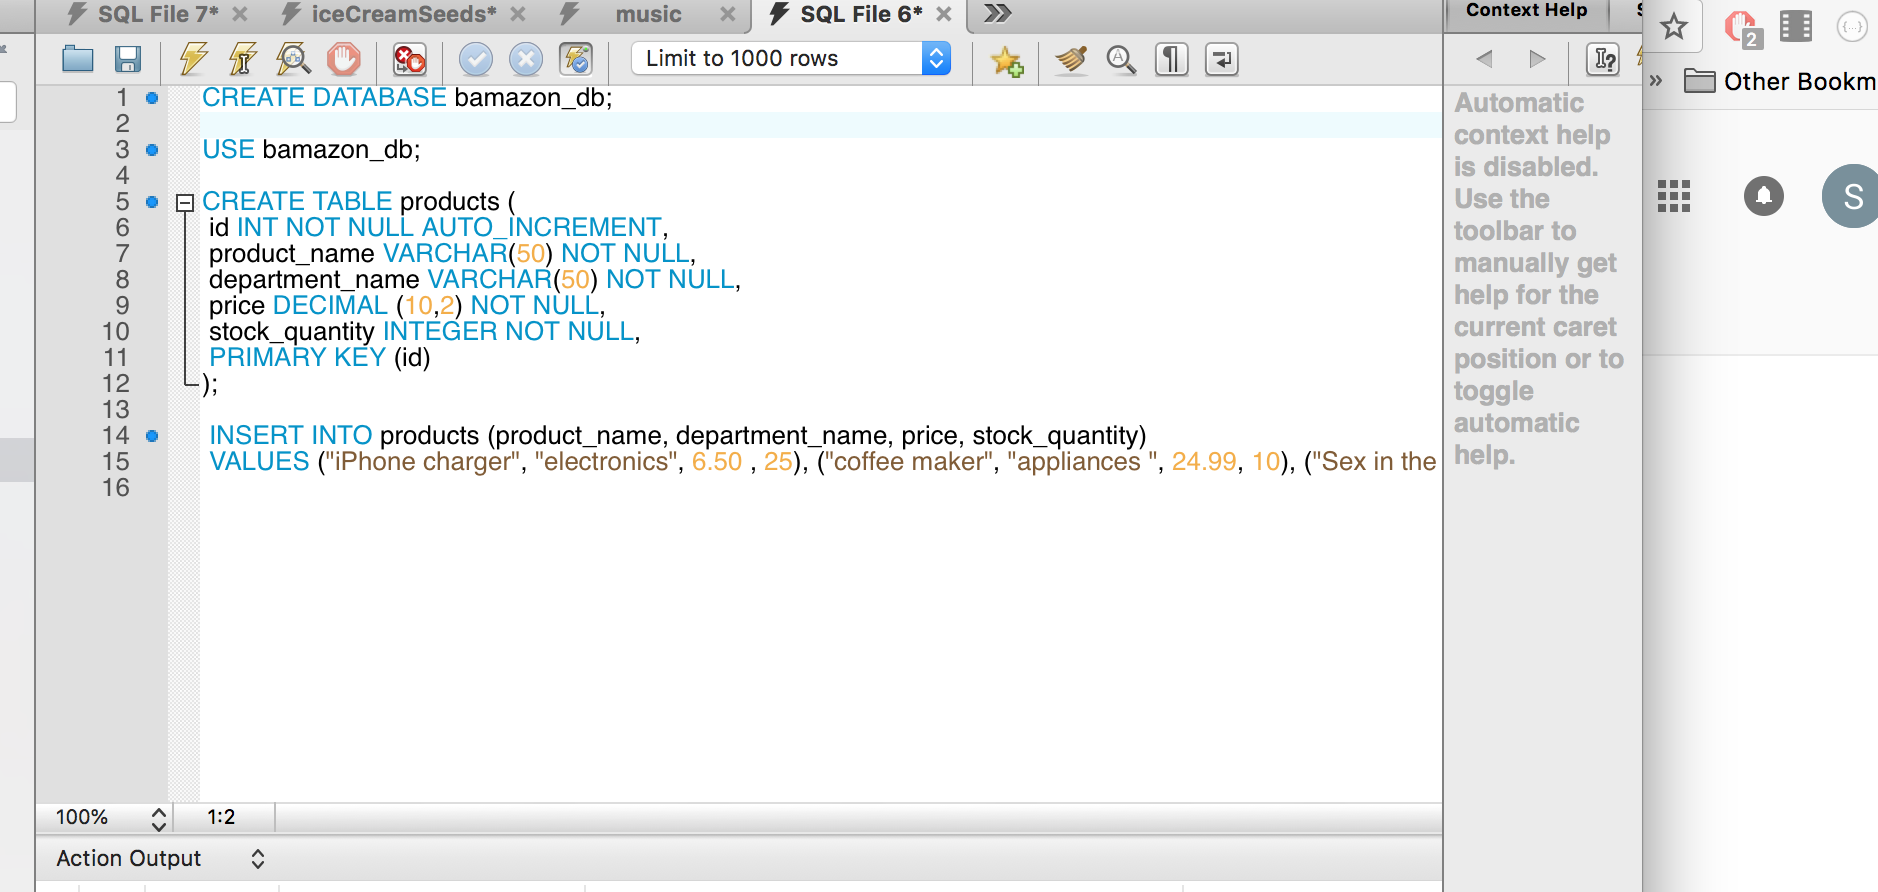 SQL File 7* iceCreamSeeds* music SQL File 6* Context Help
Limit to 1000 rows
2
Other Bookm
1 CREATE DATABASE bamazon_db;
2
3 USE bamazon_db;
4
5 CREATE TABLE products (
6 id INT NOT NULL AUTO_INCREMENT,
7 product_name VARCHAR(50) NOT NULL,
8 department_name VARCHAR(50) NOT NULL,
9 price DECIMAL (10,2) NOT NULL,
10 stock_quantity INTEGER NOT NULL,
11 PRIMARY KEY (id)
12 );
13
14 INSERT INTO products (product_name, department_name, price, stock_quantity)
15 VALUES ("iPhone charger", "electronics", 6.50 , 25), ("coffee maker", "appliances ", 24.99, 10), ("Sex in the
16
Automatic
context help
is disabled.
Use the
toolbar to
manually get
help for the
current caret
position or to
toggle
automatic
help.
S
100% 1:2
Action Output